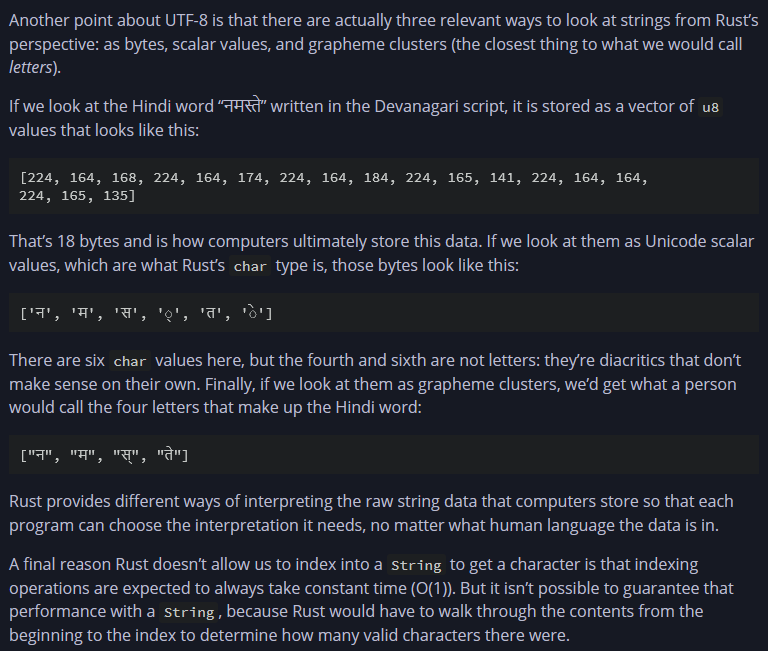 Another point about UTF-8 is that there are actually three relevant ways to look at strings from Rust’s
perspective: as bytes, scalar values, and grapheme clusters (the closest thing to what we would call
letters).
If we look at the Hindi word “नमस्ते” written in the Devanagari script, it is stored as a vector of u8
values that looks like this:
[224, 164, 168, 224, 164, 174, 224, 164, 184, 224, 165, 141, 224, 164, 164,
224, 165, 135]
That’s 18 bytes and is how computers ultimately store this data. If we look at them as Unicode scalar
values, which are what Rust’s char type is, those bytes look like this:
['न', 'म', 'स', '्', 'त', 'े']
There are six char values here, but the fourth and sixth are not letters: they’re diacritics that don’t
make sense on their own. Finally, if we look at them as grapheme clusters, we’d get what a person
would call the four letters that make up the Hindi word:
["न", "म", "स्", "ते"]
Rust provides different ways of interpreting the raw string data that computers store so that each
program can choose the interpretation it needs, no matter what human language the data is in.
A final reason Rust doesn’t allow us to index into a String to get a character is that indexing
operations are expected to always take constant time (O(1)). But it isn’t possible to guarantee that
performance with a String, because Rust would have to walk through the contents from the
beginning to the index to determine how many valid characters there were.